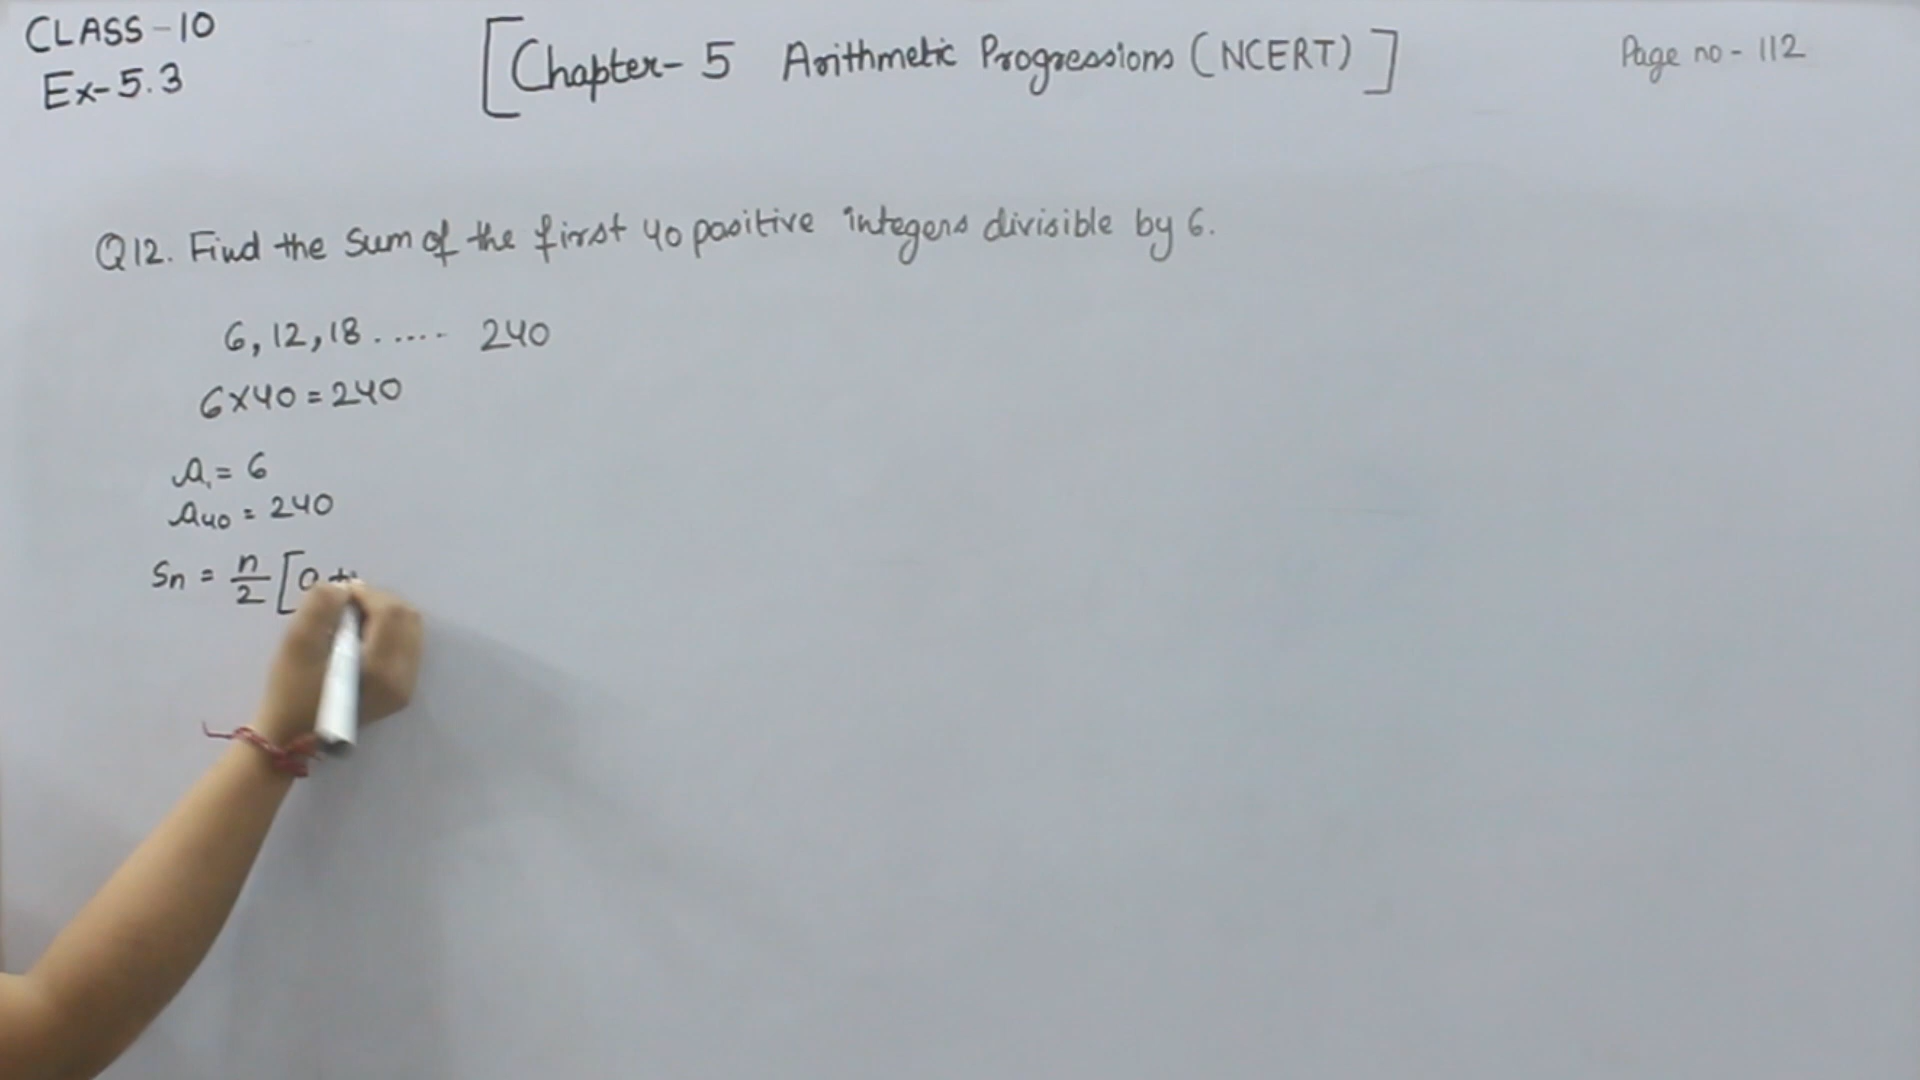 CLASS-10
Ex-5.3
[Chapter-5 Arithmetic Progressions (NCERT)]
Page no-112
Q12. Find the sum of the first 40 positive integers divisible by 6.
6, 12, 18 ..... 240
6×40 = 240
a₁ = 6
a₄₀ = 240
Sn = n/2 [a +